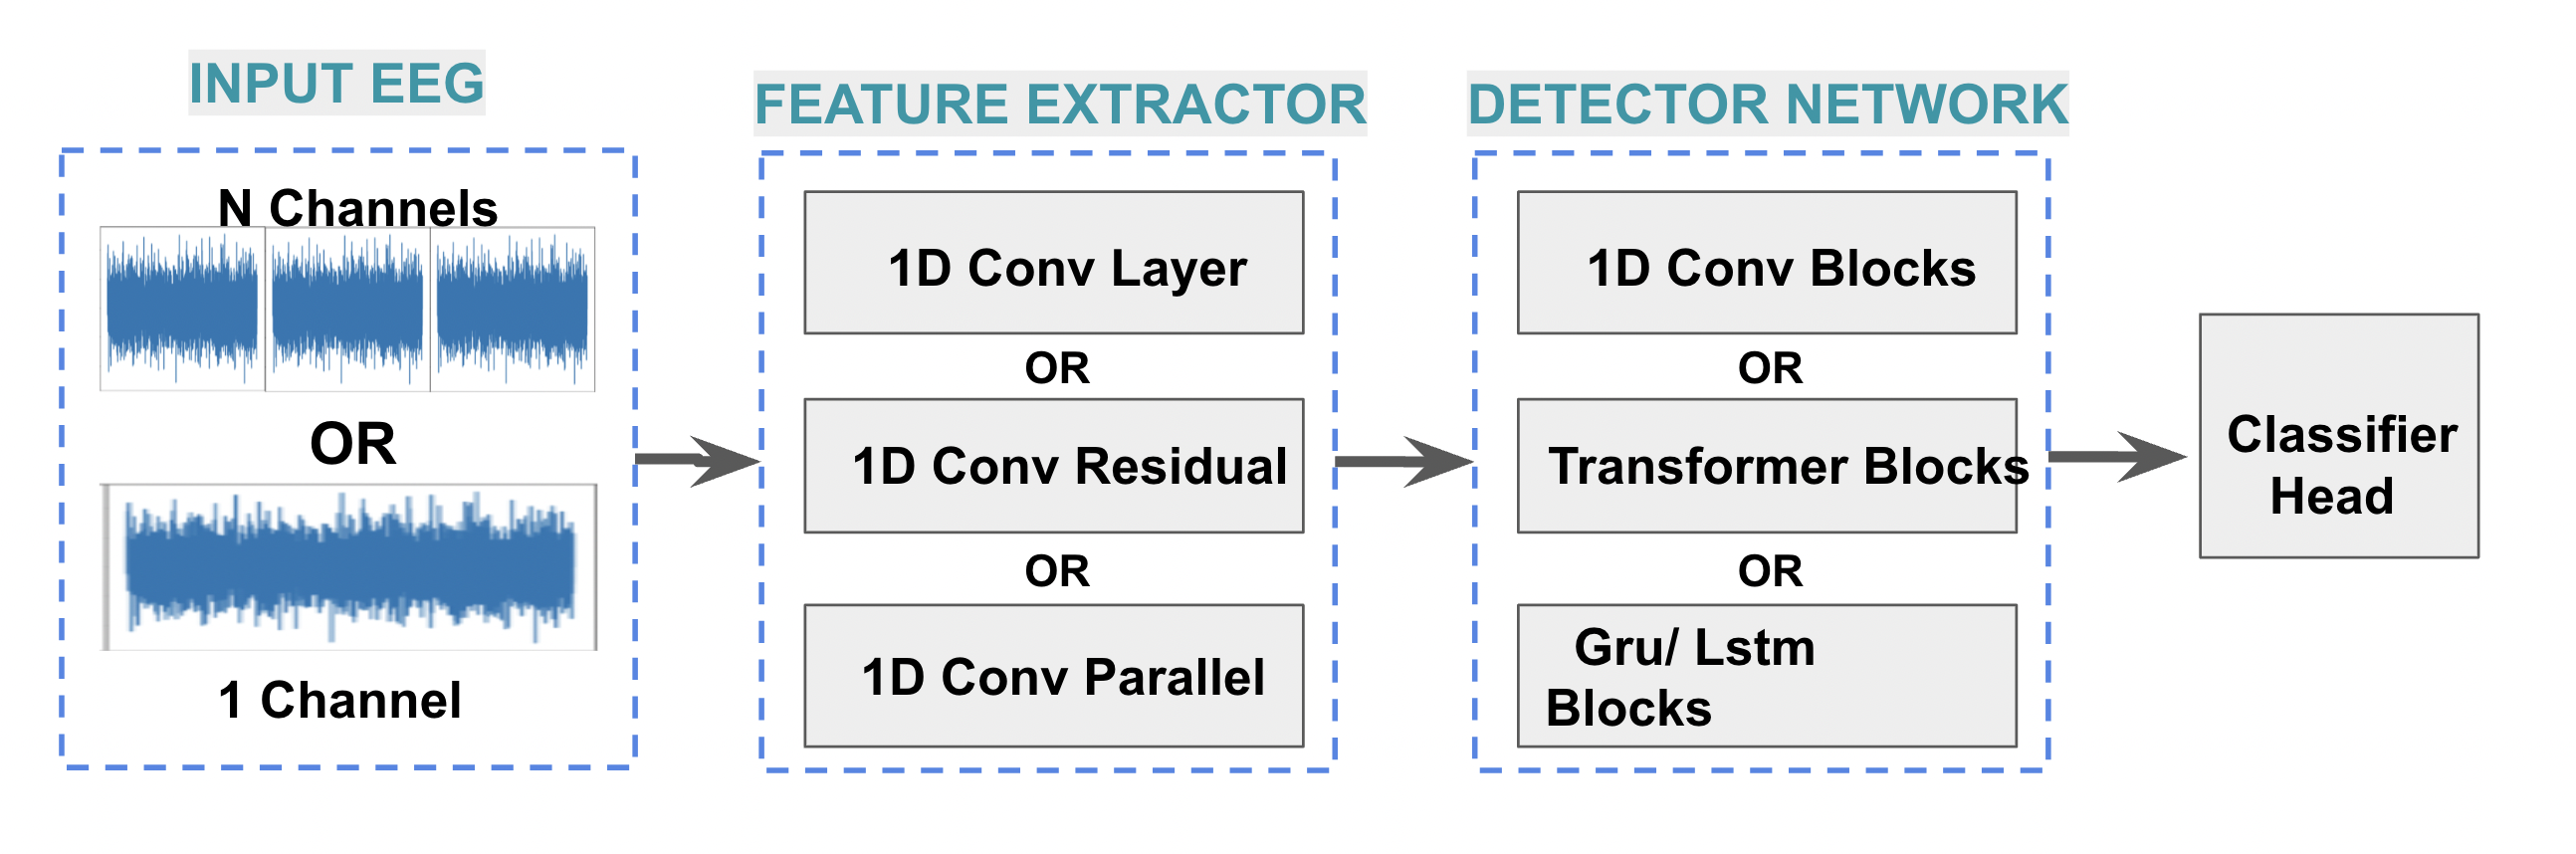 INPUT EEG
N Channels
OR
1 Channel
FEATURE EXTRACTOR
1D Conv Layer
OR
1D Conv Residual
OR
1D Conv Parallel
DETECTOR NETWORK
1D Conv Blocks
OR
Transformer Blocks
OR
Gru/ Lstm
Blocks
Classifier
Head